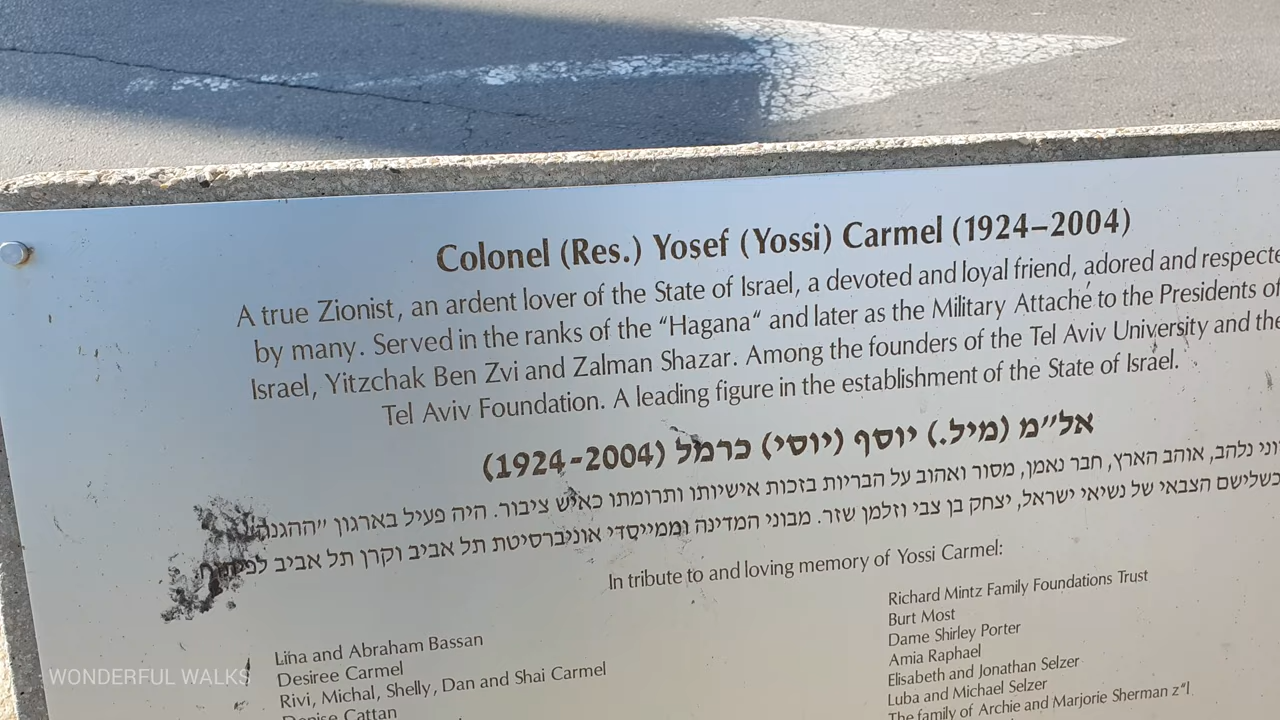 Colonel (Res.) Yosef (Yossi) Carmel (1924–2004)
A true Zionist, an ardent lover of the State of Israel, a devoted and loyal friend, adored and respecte
by many. Served in the ranks of the “Hagana“ and later as the Military Attaché to the Presidents of
Israel, Yitzchak Ben Zvi and Zalman Shazar. Among the founders of the Tel Aviv University and the
Tel Aviv Foundation. A leading figure in the establishment of the State of Israel.
אל״מ (מיל.) יוסף (יוסי) כרמל (1924-2004)
וני נלהב, אוהב הארץ, חבר נאמן, מסור ואהוב על הבריות בזכות אישיותו ותרומתו כאיש ציבור. היה פעיל בארגון ״ההגנה״
כשלישם הצבאי של נשיאי ישראל, יצחק בן צבי וזלמן שזר. מבוני המדינה וממייסדי אוניברסיטת תל אביב וקרן תל אביב
In tribute to and loving memory of Yossi Carmel:
Lina and Abraham Bassan
Desiree Carmel
Rivi, Michal, Shelly, Dan and Shai Carmel
Denise Cattan
Richard Mintz Family Foundations Trust
Burt Most
Dame Shirley Porter
Amia Raphael
Elisabeth and Jonathan Selzer
Luba and Michael Selzer
The family of Archie and Marjorie Sherman z״l
WONDERFUL WALKS